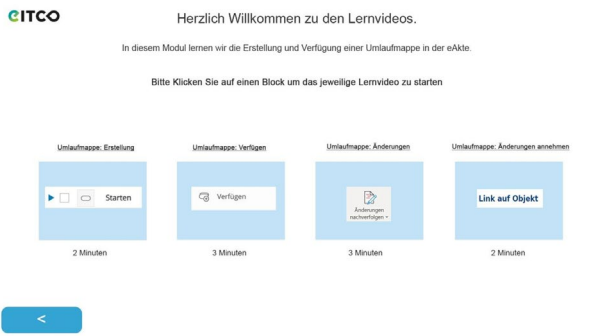 eITCO
Herzlich Willkommen zu den Lernvideos.
In diesem Modul lernen wir die Erstellung und Verfügung einer Umlaufmappe in der eAkte.
Bitte Klicken Sie auf einen Block um das jeweilige Lernvideo zu starten
Umlaufmappe: Erstellung
Umlaufmappe: Verfügen
Umlaufmappe: Änderungen
Umlaufmappe: Änderungen annehmen
Starten
Verfügen
Änderungen
nachverfolgen
Link auf Objekt
2 Minuten
3 Minuten
3 Minuten
2 Minuten
<